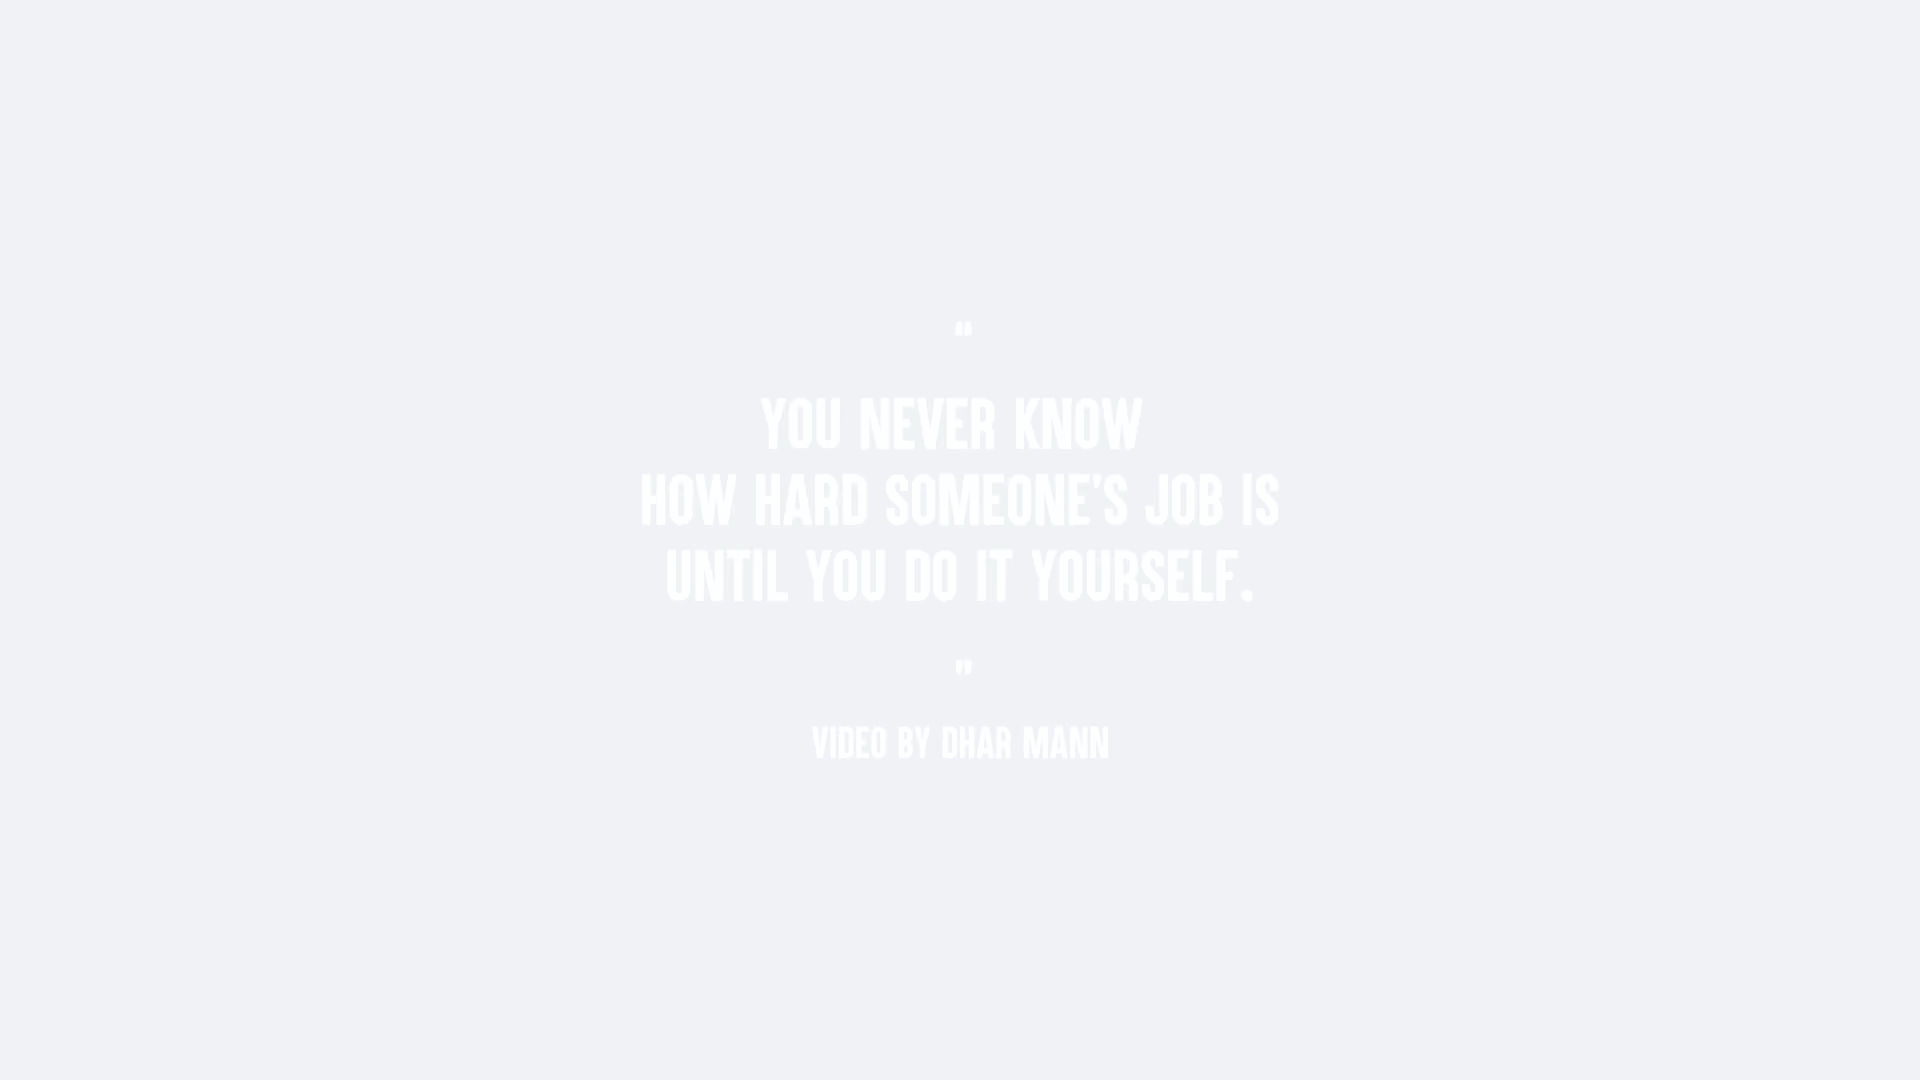 "
YOU NEVER KNOW
HOW HARD SOMEONE'S JOB IS
UNTIL YOU DO IT YOURSELF.
"
VIDEO BY DHAR MANN